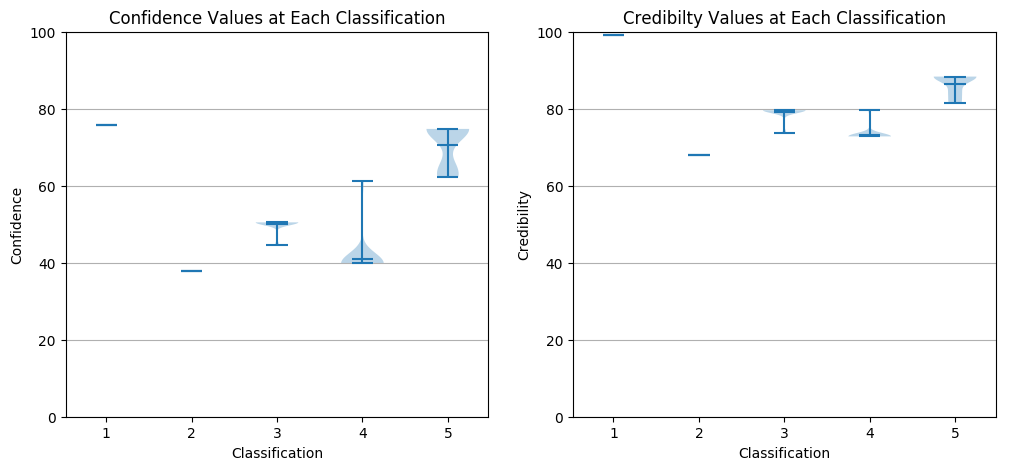 Confidence Values at Each Classification
100
80
60
40
20
0
Confidence
1 2 3 4 5
Classification
Credibilty Values at Each Classification
100
80
60
40
20
0
Credibility
1 2 3 4 5
Classification